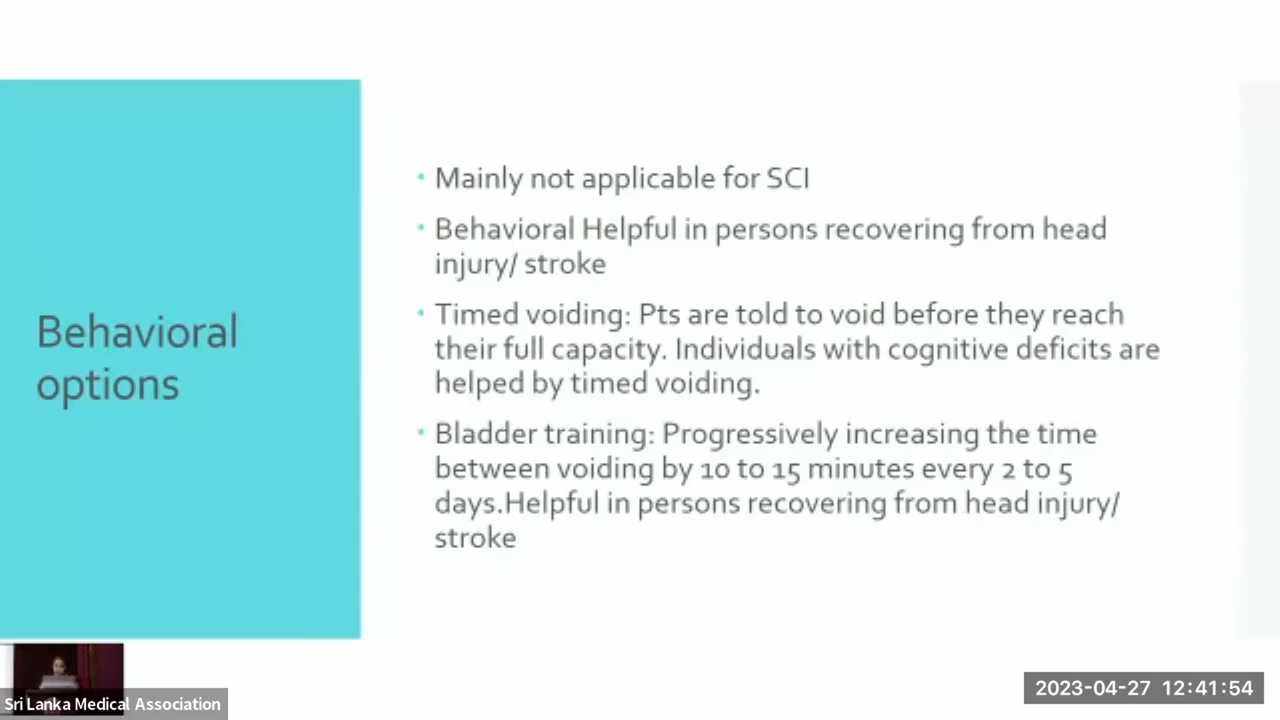 Behavioral
options
• Mainly not applicable for SCI
• Behavioral Helpful in persons recovering from head
injury/ stroke
• Timed voiding: Pts are told to void before they reach
their full capacity. Individuals with cognitive deficits are
helped by timed voiding.
• Bladder training: Progressively increasing the time
between voiding by 10 to 15 minutes every 2 to 5
days.Helpful in persons recovering from head injury/
stroke
Sri Lanka Medical Association
2023-04-27 12:41:54